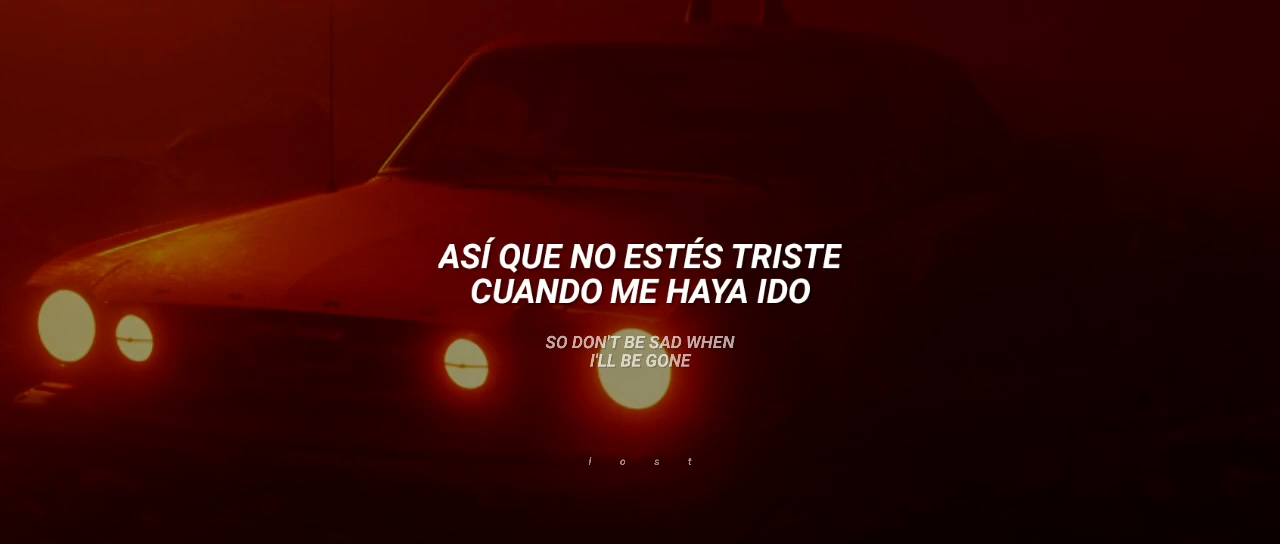 ASÍ QUE NO ESTÉS TRISTE
CUANDO ME HAYA IDO
SO DON'T BE SAD WHEN
I'LL BE GONE
l o s t